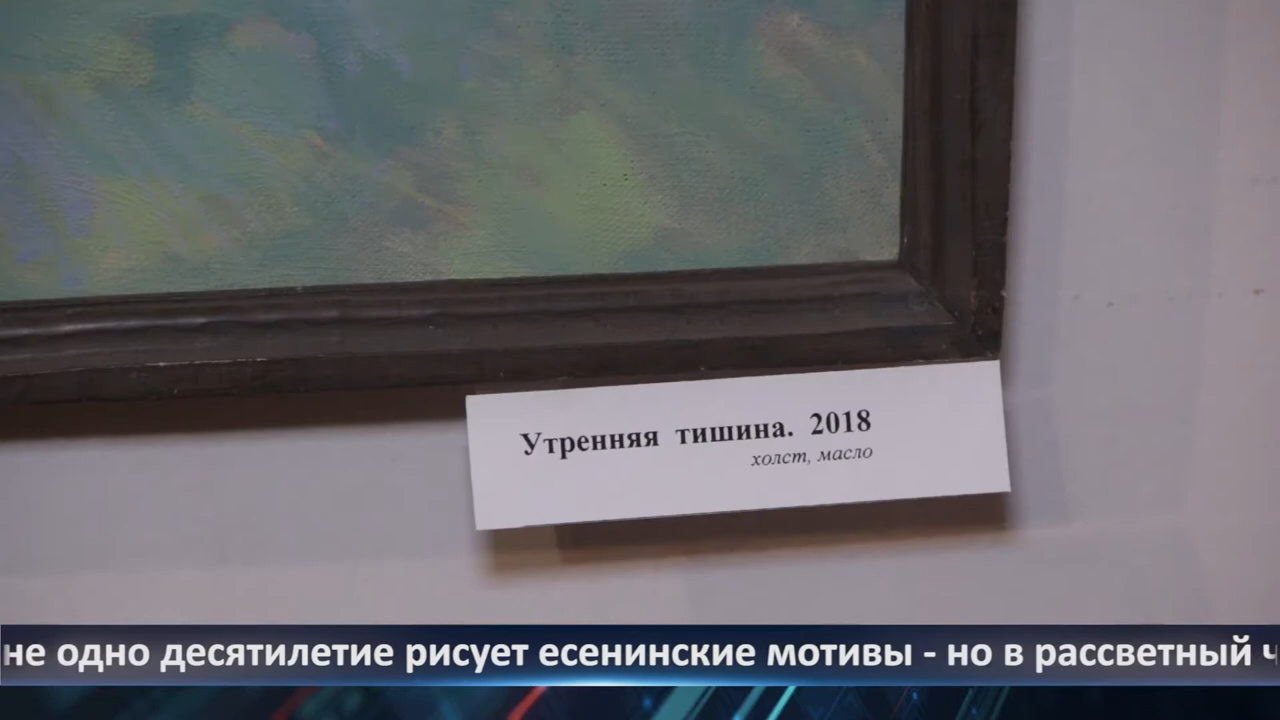 Утренняя тишина. 2018
холст, масло
не одно десятилетие рисует есенинские мотивы - но в рассветный